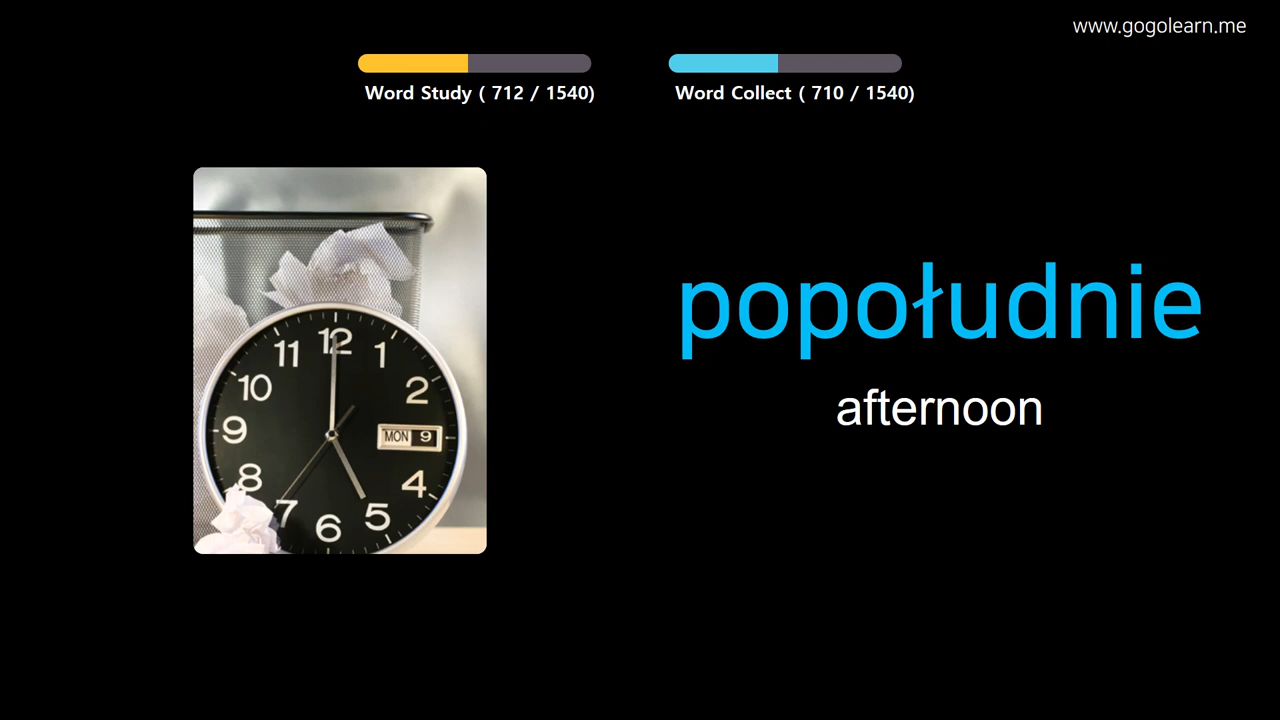 www.gogolearn.me
Word Study ( 712 / 1540)
Word Collect ( 710 / 1540)
popołudnie
afternoon
12
11
1
10
2
9
MON 9
8
4
7
5
6